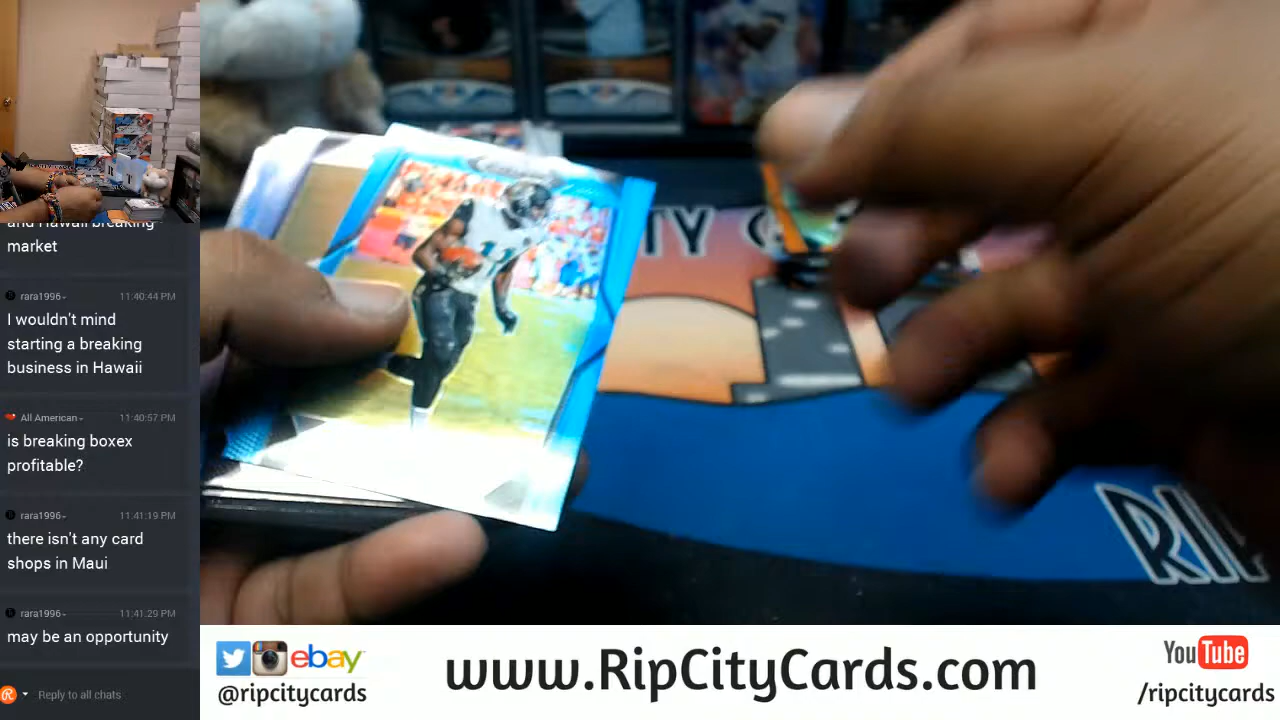 and Hawaii breaking
market
rara1996 11:40:44 PM
I wouldn't mind
starting a breaking
business in Hawaii
All American 11:40:57 PM
is breaking boxex
profitable?
rara1996 11:41:19 PM
there isn't any card
shops in Maui
rara1996 11:41:29 PM
may be an opportunity
Reply to all chats
ITY C
RI
11
ebay
@ripcitycards
www.RipCityCards.com
YouTube
/ripcitycards